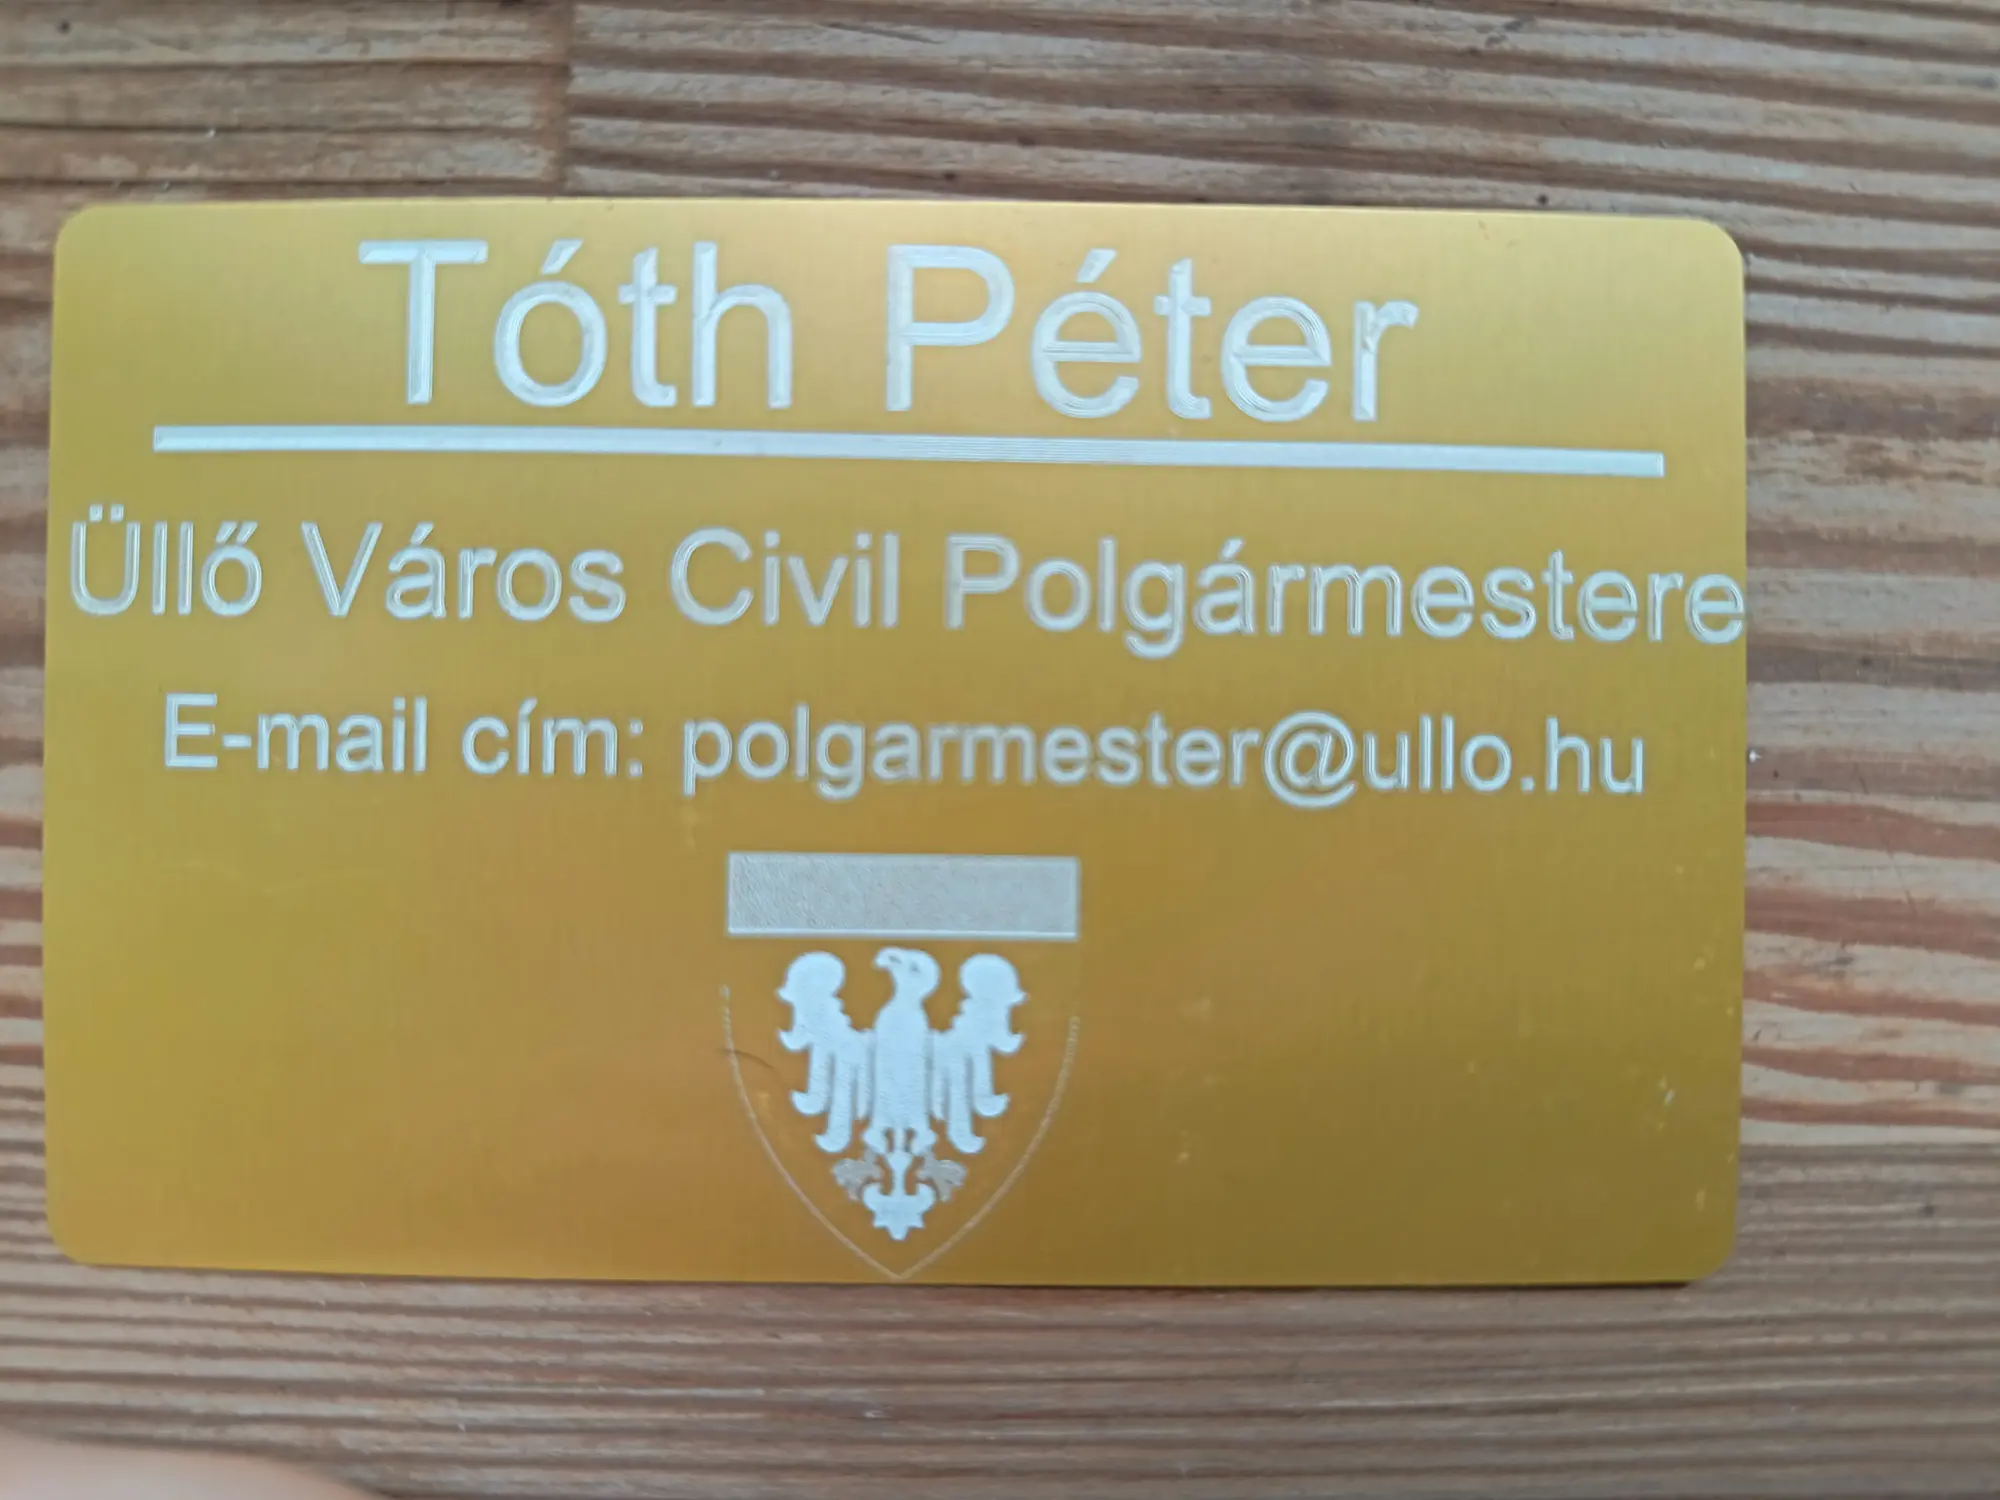 Tóth Péter
Üllő Város Civil Polgármestere
E-mail cím: polgarmester@ullo.hu